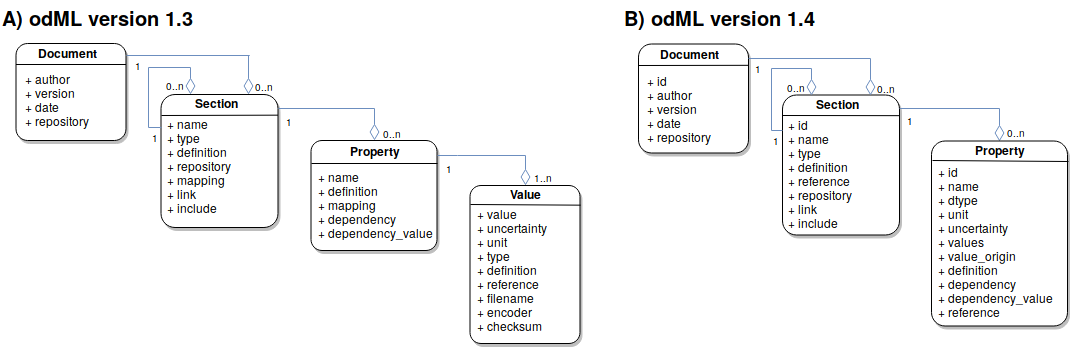 A) odML version 1.3
Document
+ author
+ version
+ date
+ repository
1
0..n
0..n
1
Section
+ name
+ type
+ definition
+ repository
+ mapping
+ link
+ include
1
0..n
Property
+ name
+ definition
+ mapping
+ dependency
+ dependency_value
1
1..n
Value
+ value
+ uncertainty
+ unit
+ type
+ definition
+ reference
+ filename
+ encoder
+ checksum
B) odML version 1.4
Document
+ id
+ author
+ version
+ date
+ repository
1
0..n
0..n
1
Section
+ id
+ name
+ type
+ definition
+ reference
+ repository
+ link
+ include
1
0..n
Property
+ id
+ name
+ dtype
+ unit
+ uncertainty
+ values
+ value_origin
+ definition
+ dependency
+ dependency_value
+ reference